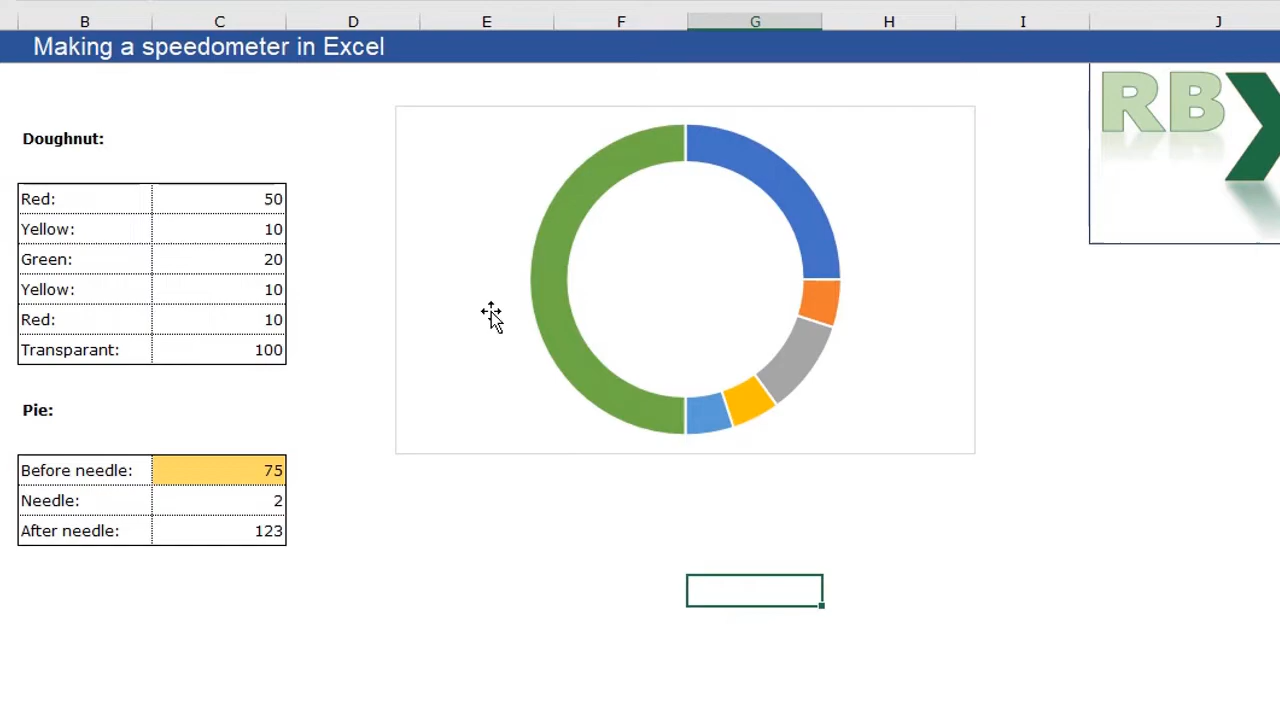 B C D E F G H I J
Making a speedometer in Excel
RBX
Doughnut:
Red: 50
Yellow: 10
Green: 20
Yellow: 10
Red: 10
Transparant: 100
Pie:
Before needle: 75
Needle: 2
After needle: 123